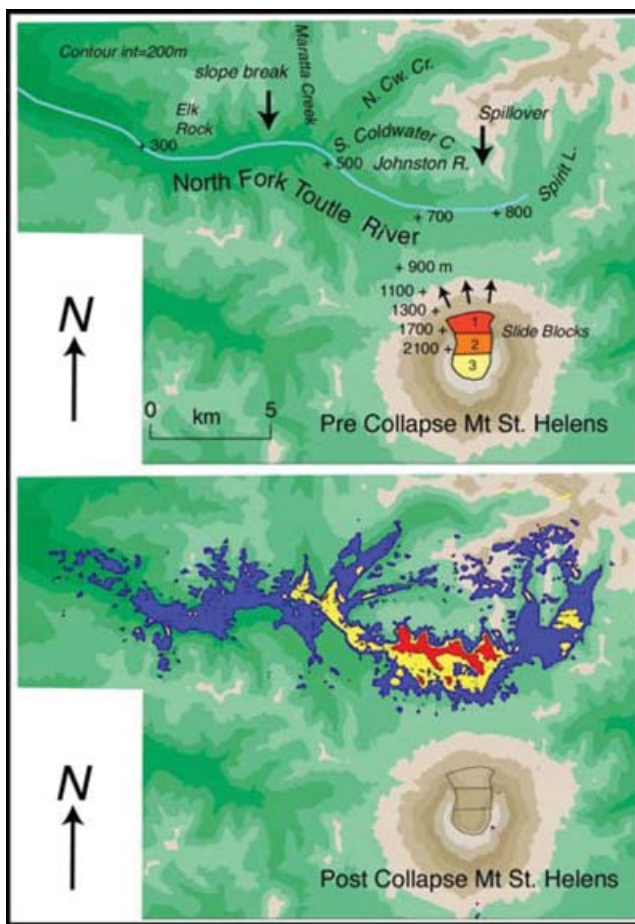 Contour int=200m
Maratta Creek
slope break
N. Cw. Cr.
Elk
Rock
Spillover
S. Coldwater C
+ 300
+ 500
Johnston R.
Spirit L.
North Fork Toutle River
+ 700
+ 800
+ 900 m
1100 +
1300 +
1
1700 +
Slide Blocks
2
2100 +
3
N
0 5
km
Pre Collapse Mt St. Helens
N
Post Collapse Mt St. Helens